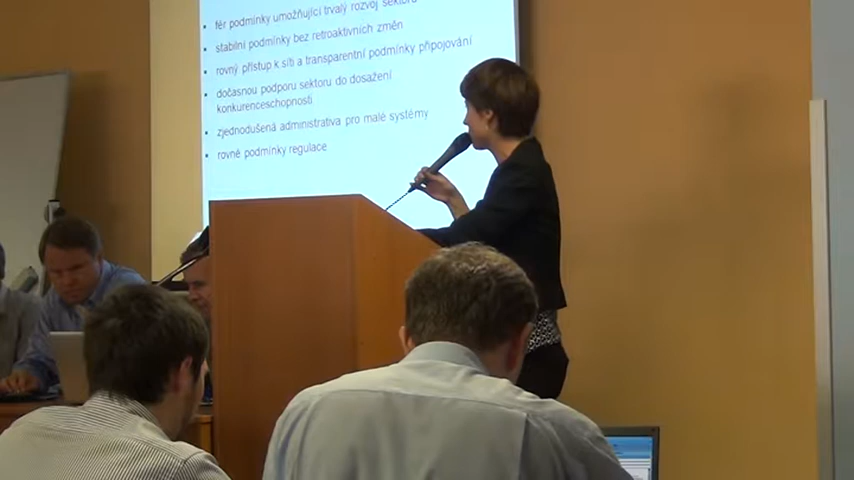 fér podmínky umožňující trvalý rozvoj sektoru
stabilní podmínky bez retroaktivních změn
rovný přístup k síti a transparentní podmínky připojování
dočasnou podporu sektoru do dosažení
konkurenceschopnosti
zjednodušená administrativa pro malé systémy
rovné podmínky regulace